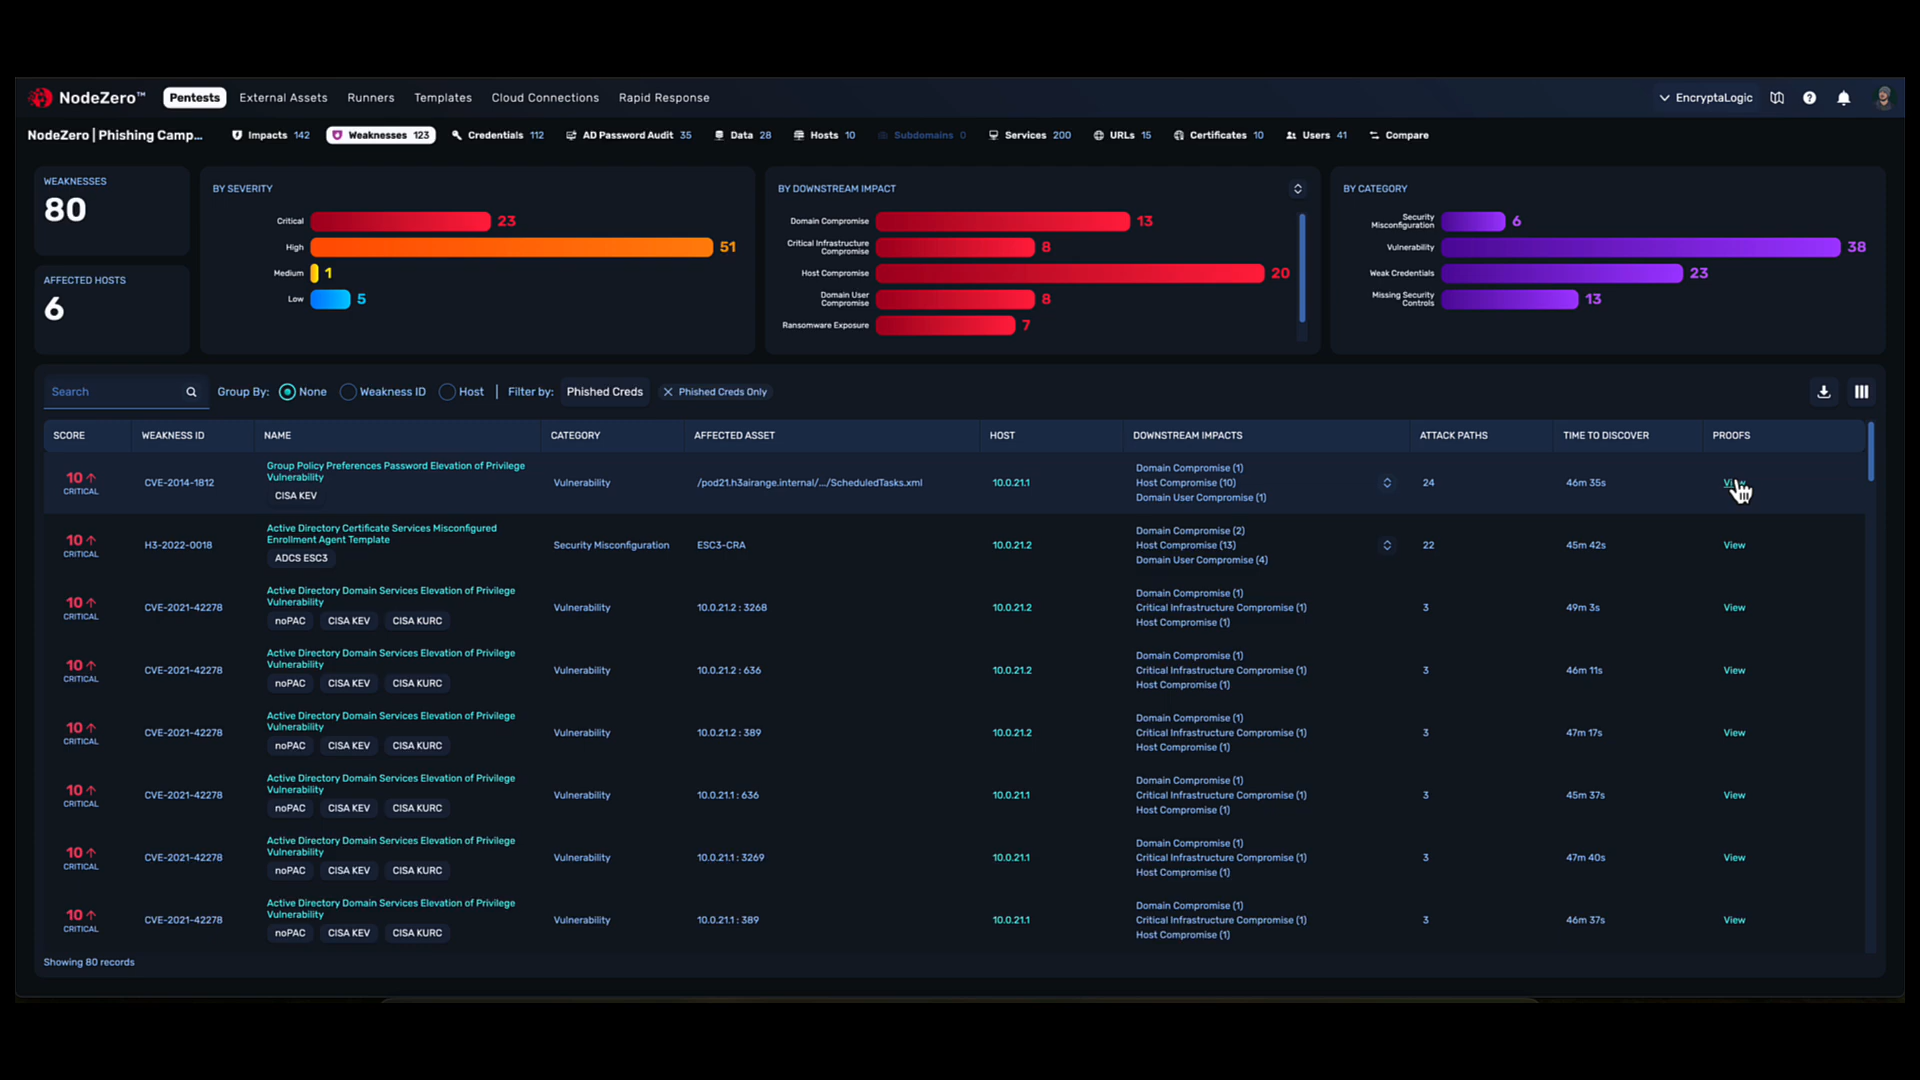 NodeZero™ Pentests External Assets Runners Templates Cloud Connections Rapid Response EncryptaLogic
NodeZero | Phishing Camp... Impacts 142 Weaknesses 123 Credentials 112 AD Password Audit 35 Data 28 Hosts 10 Subdomains 0 Services 200 URLs 15 Certificates 10 Users 41 Compare
WEAKNESSES
80
AFFECTED HOSTS
6
BY SEVERITY
Critical 23
High 51
Medium 1
Low 5
BY DOWNSTREAM IMPACT
Domain Compromise 13
Critical Infrastructure
Compromise 8
Host Compromise 20
Domain User
Compromise 8
Ransomware Exposure 7
BY CATEGORY
Security
Misconfiguration 6
Vulnerability 38
Weak Credentials 23
Missing Security
Controls 13
Search Group By: None Weakness ID Host | Filter by: Phished Creds Phished Creds Only
SCORE WEAKNESS ID NAME CATEGORY AFFECTED ASSET HOST DOWNSTREAM IMPACTS ATTACK PATHS TIME TO DISCOVER PROOFS
10
CRITICAL
CVE-2014-1812
Group Policy Preferences Password Elevation of Privilege
Vulnerability
CISA KEV
Vulnerability
/pod21.h3airange.internal/.../ScheduledTasks.xml
10.0.21.1
Domain Compromise (1)
Host Compromise (10)
Domain User Compromise (1)
24
46m 35s
10
CRITICAL
H3-2022-0018
Active Directory Certificate Services Misconfigured
Enrollment Agent Template
ADCS ESC3
Security Misconfiguration
ESC3-CRA
10.0.21.2
Domain Compromise (2)
Host Compromise (13)
Domain User Compromise (4)
22
45m 42s
View
10
CRITICAL
CVE-2021-42278
Active Directory Domain Services Elevation of Privilege
Vulnerability
noPAC CISA KEV CISA KURC
Vulnerability
10.0.21.2 : 3268
10.0.21.2
Domain Compromise (1)
Critical Infrastructure Compromise (1)
Host Compromise (1)
3
49m 3s
View
10
CRITICAL
CVE-2021-42278
Active Directory Domain Services Elevation of Privilege
Vulnerability
noPAC CISA KEV CISA KURC
Vulnerability
10.0.21.2 : 636
10.0.21.2
Domain Compromise (1)
Critical Infrastructure Compromise (1)
Host Compromise (1)
3
46m 11s
View
10
CRITICAL
CVE-2021-42278
Active Directory Domain Services Elevation of Privilege
Vulnerability
noPAC CISA KEV CISA KURC
Vulnerability
10.0.21.2 : 389
10.0.21.2
Domain Compromise (1)
Critical Infrastructure Compromise (1)
Host Compromise (1)
3
47m 17s
View
10
CRITICAL
CVE-2021-42278
Active Directory Domain Services Elevation of Privilege
Vulnerability
noPAC CISA KEV CISA KURC
Vulnerability
10.0.21.1 : 636
10.0.21.1
Domain Compromise (1)
Critical Infrastructure Compromise (1)
Host Compromise (1)
3
45m 37s
View
10
CRITICAL
CVE-2021-42278
Active Directory Domain Services Elevation of Privilege
Vulnerability
noPAC CISA KEV CISA KURC
Vulnerability
10.0.21.1 : 3269
10.0.21.1
Domain Compromise (1)
Critical Infrastructure Compromise (1)
Host Compromise (1)
3
47m 40s
View
10
CRITICAL
CVE-2021-42278
Active Directory Domain Services Elevation of Privilege
Vulnerability
noPAC CISA KEV CISA KURC
Vulnerability
10.0.21.1 : 389
10.0.21.1
Domain Compromise (1)
Critical Infrastructure Compromise (1)
Host Compromise (1)
3
46m 37s
View
Showing 80 records